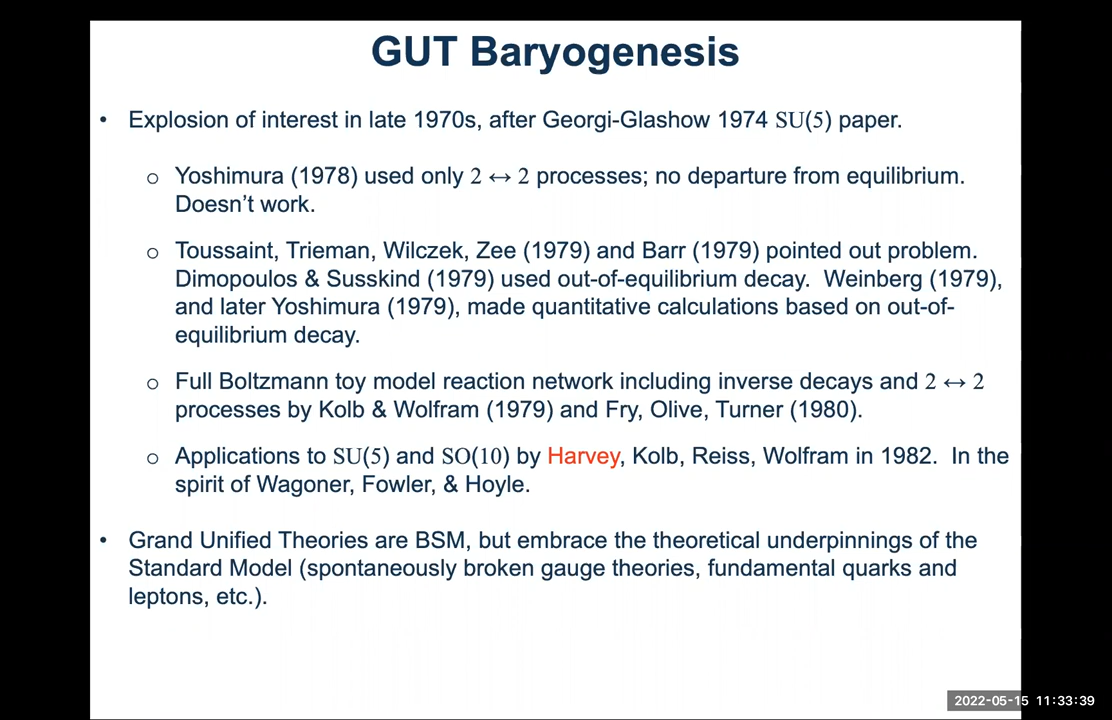 GUT Baryogenesis
• Explosion of interest in late 1970s, after Georgi-Glashow 1974 SU(5) paper.
o Yoshimura (1978) used only 2 ↔ 2 processes; no departure from equilibrium.
Doesn't work.
o Toussaint, Trieman, Wilczek, Zee (1979) and Barr (1979) pointed out problem.
Dimopoulos & Susskind (1979) used out-of-equilibrium decay. Weinberg (1979),
and later Yoshimura (1979), made quantitative calculations based on out-of-
equilibrium decay.
o Full Boltzmann toy model reaction network including inverse decays and 2 ↔ 2
processes by Kolb & Wolfram (1979) and Fry, Olive, Turner (1980).
o Applications to SU(5) and SO(10) by Harvey, Kolb, Reiss, Wolfram in 1982. In the
spirit of Wagoner, Fowler, & Hoyle.
• Grand Unified Theories are BSM, but embrace the theoretical underpinnings of the
Standard Model (spontaneously broken gauge theories, fundamental quarks and
leptons, etc.).
2022-05-15 11:33:39